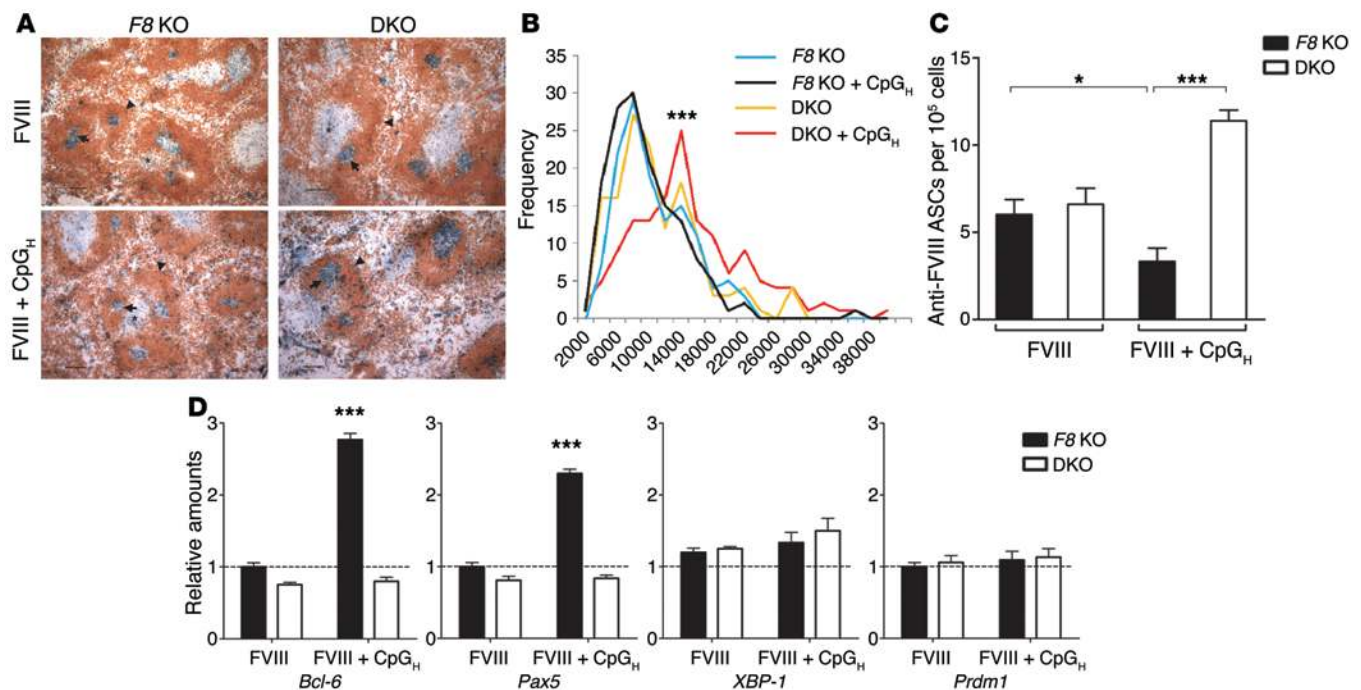 A
F8 KO
DKO
FVIII
FVIII + CpGH
B
Frequency
35
30
25
20
15
10
5
0
2000
6000
10000
14000
18000
22000
26000
30000
34000
38000
***
F8 KO
F8 KO + CpGH
DKO
DKO + CpGH
C
Anti-FVIII ASCs per 10⁵ cells
15
10
5
0
*
***
FVIII
FVIII + CpGH
F8 KO
DKO
D
Relative amounts
3
2
1
0
***
FVIII
FVIII + CpGH
Bcl-6
3
2
1
0
***
FVIII
FVIII + CpGH
Pax5
3
2
1
0
FVIII
FVIII + CpGH
XBP-1
3
2
1
0
FVIII
FVIII + CpGH
Prdm1
F8 KO
DKO